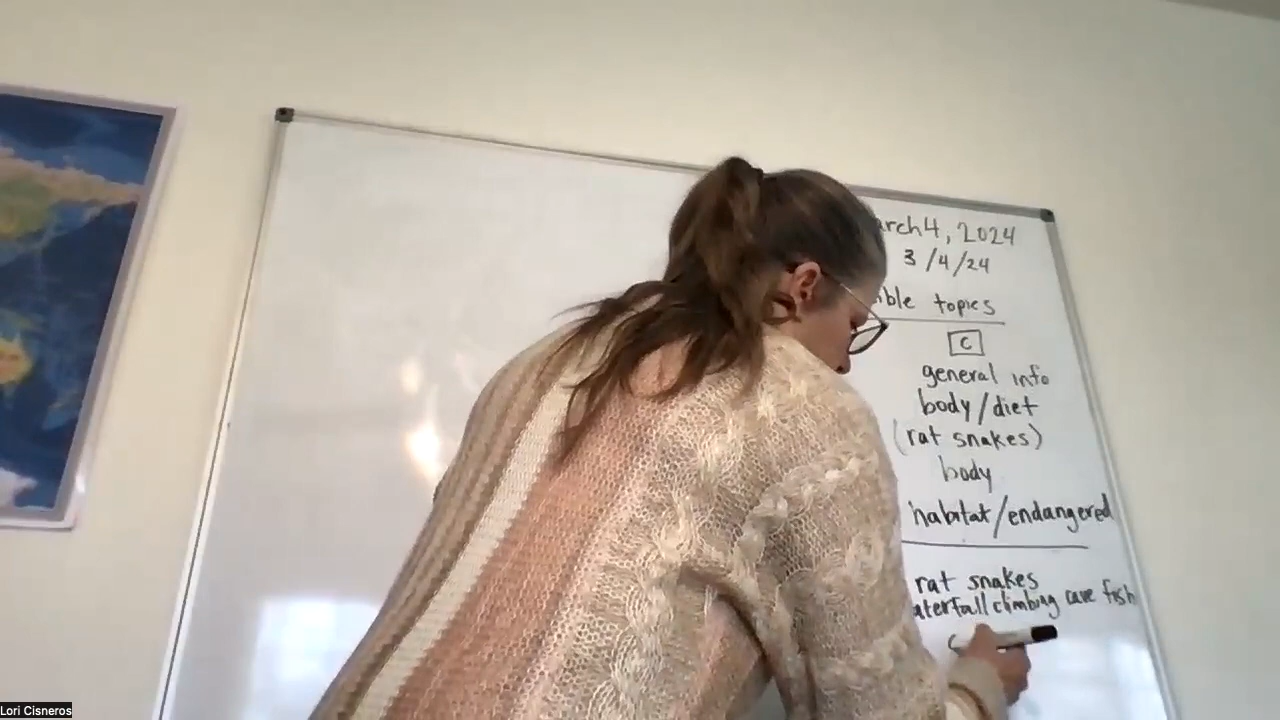 arch 4, 2024
3/4/24
ble topics
C
general info
body/diet
(rat snakes)
body
habitat/endangered
rat snakes
aterfall climbing cave fish
Lori Cisneros